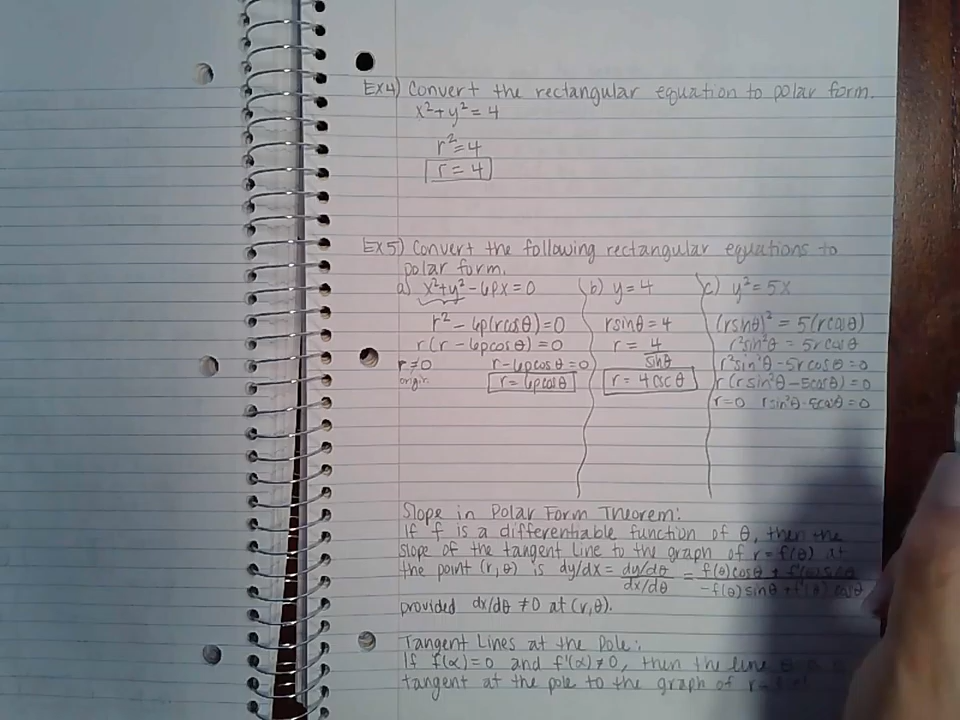 Ex4) Convert the rectangular equation to polar form.
x²+y²=4
r²=4
r=4
Ex5) Convert the following rectangular equations to
polar form.
a) x²+y²-6px=0
r²-6p(rcosθ)=0
r(r-6pcosθ)=0
r≠0 r-6pcosθ=0
origin r=6pcosθ
b) y=4
rsinθ=4
r=4/sinθ
r=4cscθ
c) y²=5x
(rsinθ)²=5(rcosθ)
r²sin²θ=5rcosθ
r²sin²θ-5rcosθ=0
r(rsin²θ-5cosθ)=0
r=0 rsin²θ-5cosθ=0
Slope in Polar Form Theorem:
If f is a differentiable function of θ, then the
slope of the tangent line to the graph of r=f(θ) at
the point (r,θ) is dy/dx = (dy/dθ)/(dx/dθ) = (f(θ)cosθ+f'(θ)sinθ)/(-f(θ)sinθ+f'(θ)cosθ)
provided dx/dθ≠0 at (r,θ).
Tangent Lines at the Pole:
If f(α)=0 and f'(α)≠0, then the line θ
tangent at the pole to the graph of